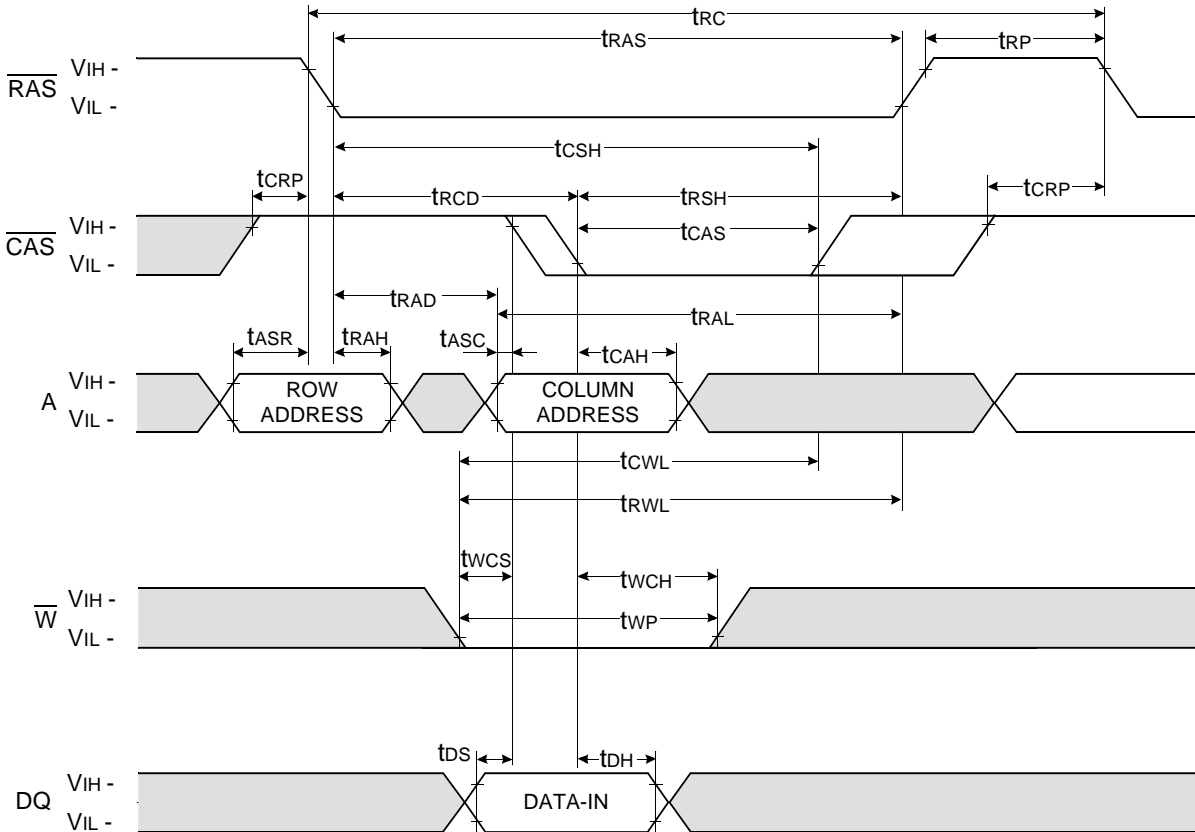 tRC
tRAS
tRP
RAS
VIH -
VIL -
tCSH
tCRP
tRCD
tRSH
tCRP
CAS
VIH -
VIL -
tCAS
tRAD
tRAL
tASR
tRAH
tASC
tCAH
A
VIH -
VIL -
ROW
ADDRESS
COLUMN
ADDRESS
tCWL
tRWL
tWCS
tWCH
W
VIH -
VIL -
tWP
tDS
tDH
DQ
VIH -
VIL -
DATA-IN